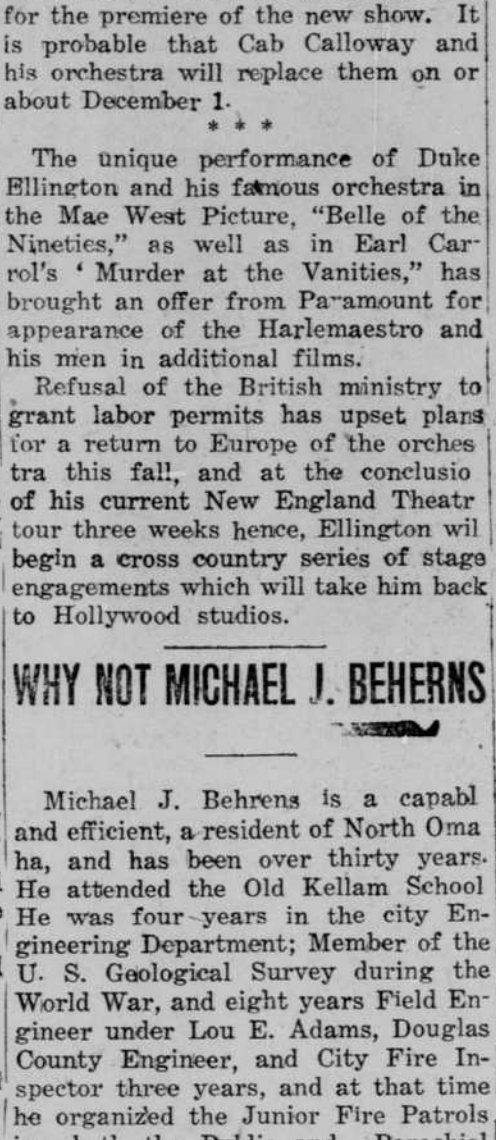 for the premiere of the new show. It
is probable that Cab Calloway and
his orchestra will replace them on or
about December 1.
* * *
The unique performance of Duke
Ellington and his famous orchestra in
the Mae West Picture, "Belle of the
Nineties," as well as in Earl Car-
rol's ' Murder at the Vanities," has
brought an offer from Paramount for
appearance of the Harlemaestro and
his men in additional films.
Refusal of the British ministry to
grant labor permits has upset plans
for a return to Europe of the orches
tra this fall, and at the conclusio
of his current New England Theatr
tour three weeks hence, Ellington wil
begin a cross country series of stage
engagements which will take him back
to Hollywood studios.
WHY NOT MICHAEL J. BEHERNS
Michael J. Behrens is a capabl
and efficient, a resident of North Oma
ha, and has been over thirty years.
He attended the Old Kellam School
He was four years in the city En-
gineering Department; Member of the
U. S. Geological Survey during the
World War, and eight years Field En-
gineer under Lou E. Adams, Douglas
County Engineer, and City Fire In-
spector three years, and at that time
he organized the Junior Fire Patrols